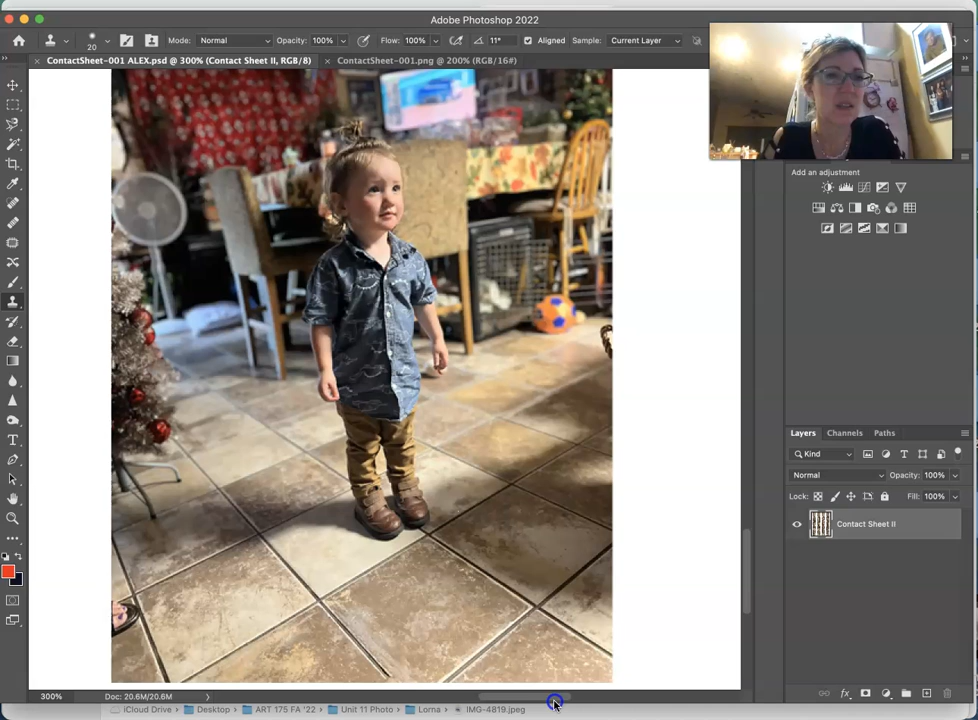 Adobe Photoshop 2022
20 Mode: Normal Opacity: 100% Flow: 100% 11° Aligned Sample: Current Layer
ContactSheet-001 ALEX.psd @ 300% (Contact Sheet II, RGB/8) × ContactSheet-001.png @ 200% (RGB/16#)
Add an adjustment
Layers Channels Paths
Kind
Normal Opacity: 100%
Lock: Fill: 100%
Contact Sheet II
300% Doc: 20.6M/20.6M
iCloud Drive Desktop ART 175 FA '22 Unit 11 Photo Lorna IMG-4819.jpeg